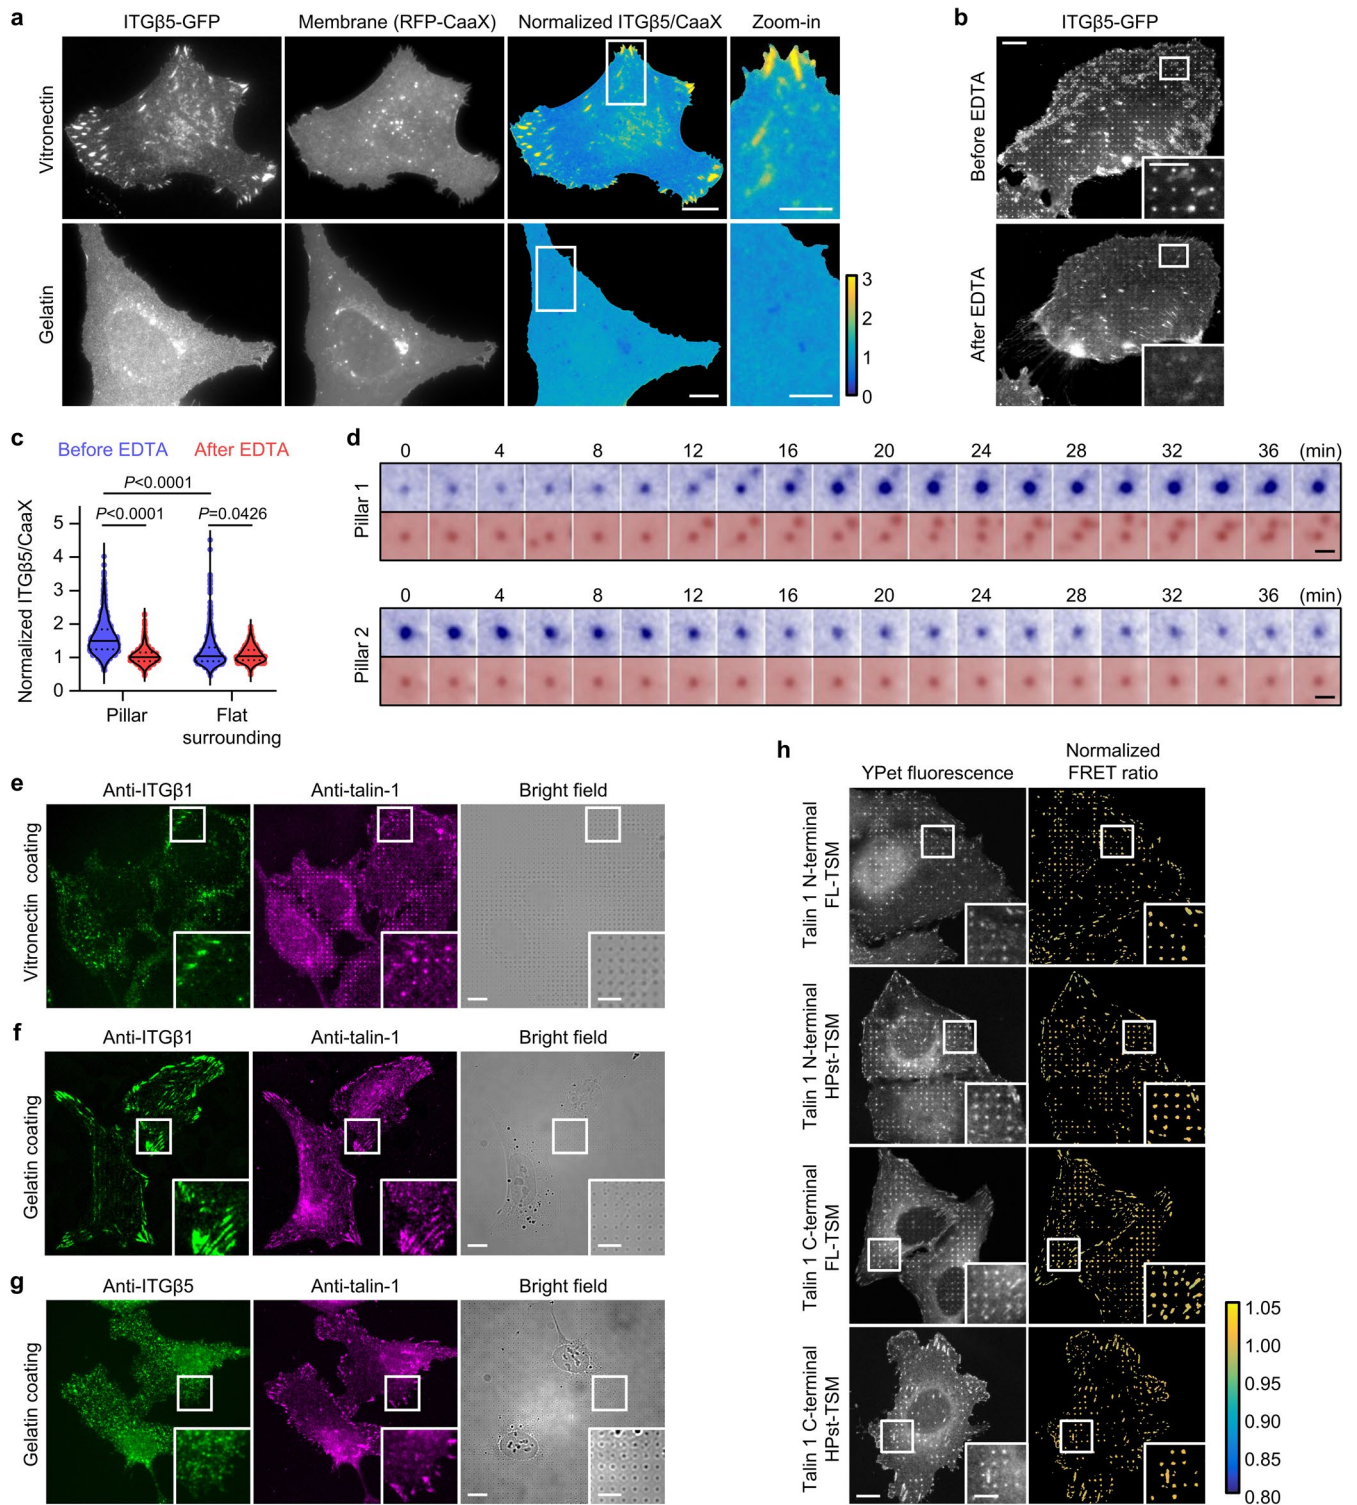 a
ITGβ5-GFP
Membrane (RFP-CaaX)
Normalized ITGβ5/CaaX
Zoom-in
Vitronectin
Gelatin
3
2
1
0
b
ITGβ5-GFP
Before EDTA
After EDTA
c
Before EDTA
After EDTA
P<0.0001
P<0.0001
P=0.0426
Normalized ITGβ5/CaaX
5
4
3
2
1
0
Pillar
Flat
surrounding
d
0 4 8 12 16 20 24 28 32 36 (min)
Pillar 1
0 4 8 12 16 20 24 28 32 36 (min)
Pillar 2
e
Anti-ITGβ1
Anti-talin-1
Bright field
Vitronectin coating
f
Anti-ITGβ1
Anti-talin-1
Bright field
Gelatin coating
g
Anti-ITGβ5
Anti-talin-1
Bright field
Gelatin coating
h
YPet fluorescence
Normalized
FRET ratio
Talin 1 N-terminal
FL-TSM
Talin 1 N-terminal
HPst-TSM
Talin 1 C-terminal
FL-TSM
Talin 1 C-terminal
HPst-TSM
1.05
1.00
0.95
0.90
0.85
0.80